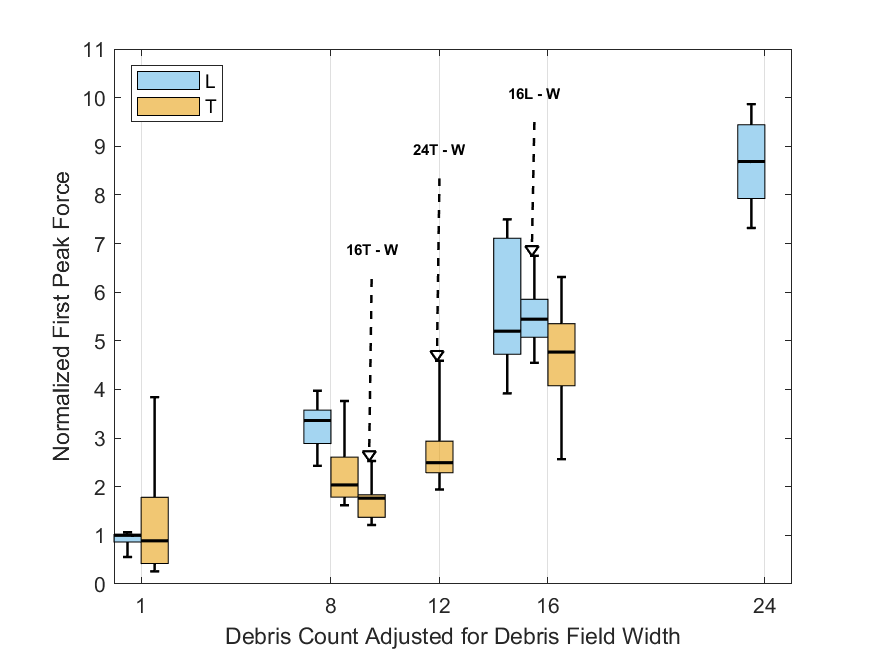 11
10
9
8
7
6
5
4
3
2
1
0
Normalized First Peak Force
L
T
16L - W
24T - W
16T - W
1
8
12
16
24
Debris Count Adjusted for Debris Field Width